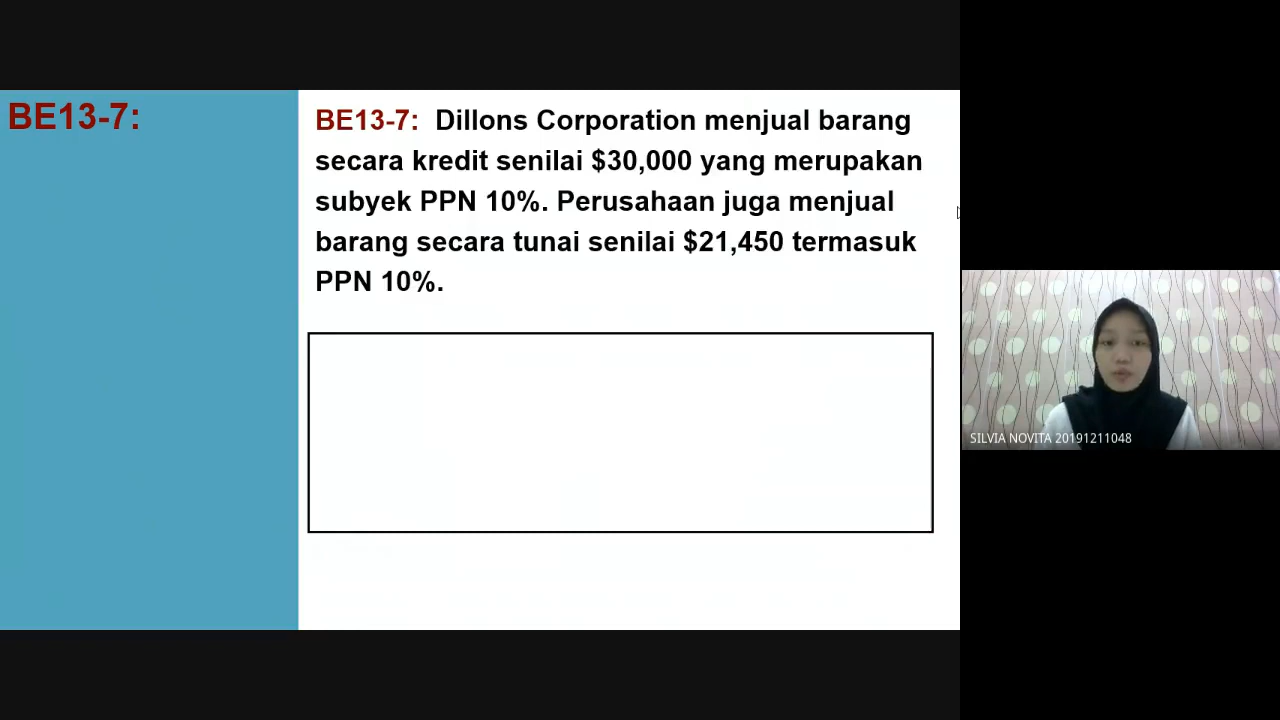 BE13-7:
BE13-7: Dillons Corporation menjual barang
secara kredit senilai $30,000 yang merupakan
subyek PPN 10%. Perusahaan juga menjual
barang secara tunai senilai $21,450 termasuk
PPN 10%.
SILVIA NOVITA 20191211048